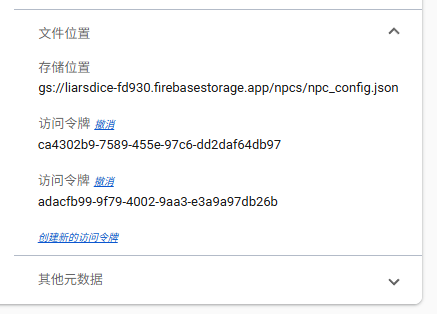 文件位置
存储位置
gs://liarsdice-fd930.firebasestorage.app/npcs/npc_config.json
访问令牌 撤消
ca4302b9-7589-455e-97c6-dd2daf64db97
访问令牌 撤消
adacfb99-9f79-4002-9aa3-e3a9a97db26b
创建新的访问令牌
其他元数据